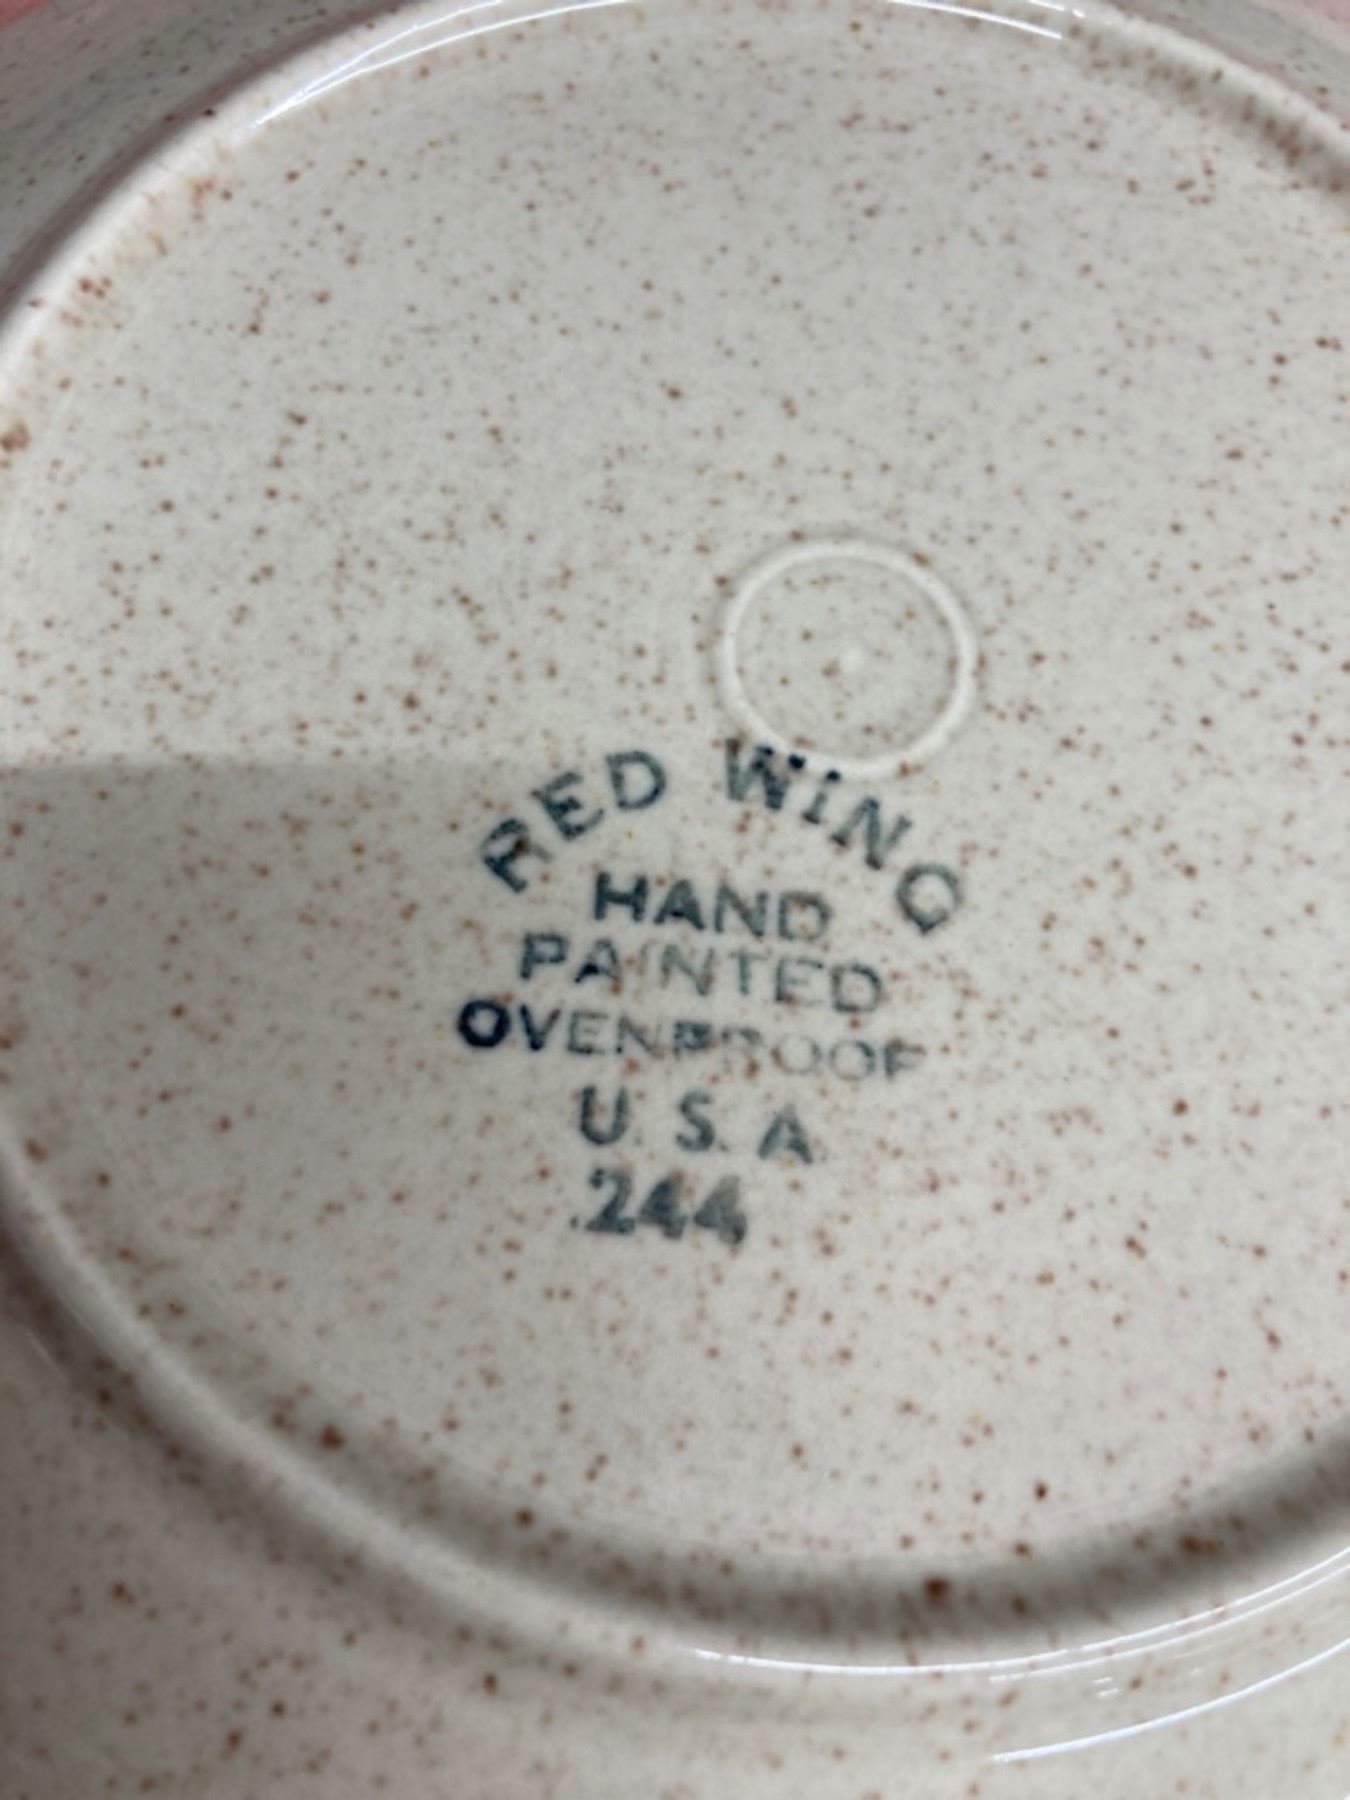 RED WING
HAND
PAINTED
OVENPROOF
U. S. A.
244